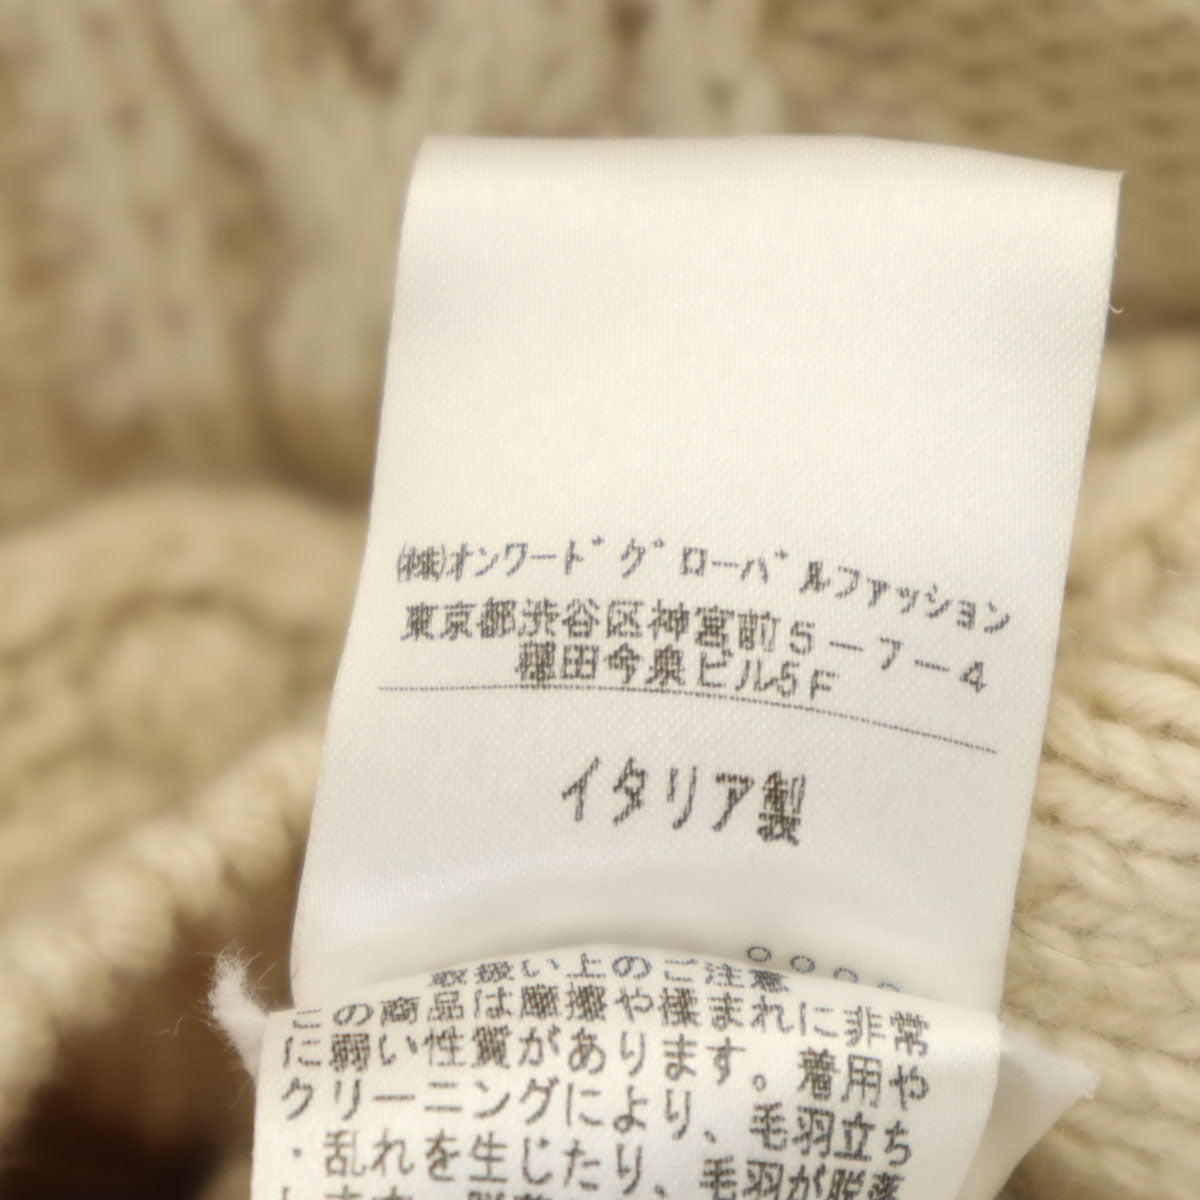 (株)オンワードグローバルファッション
東京都渋谷区神宮前5-7-4
穏田今泉ビル5F
イタリア製
取扱い上のご注意
この商品は摩擦や揉まれに非常
に弱い性質があります。着用や
クリーニングにより、毛羽立ち
・乱れを生じたり、毛羽が脱落